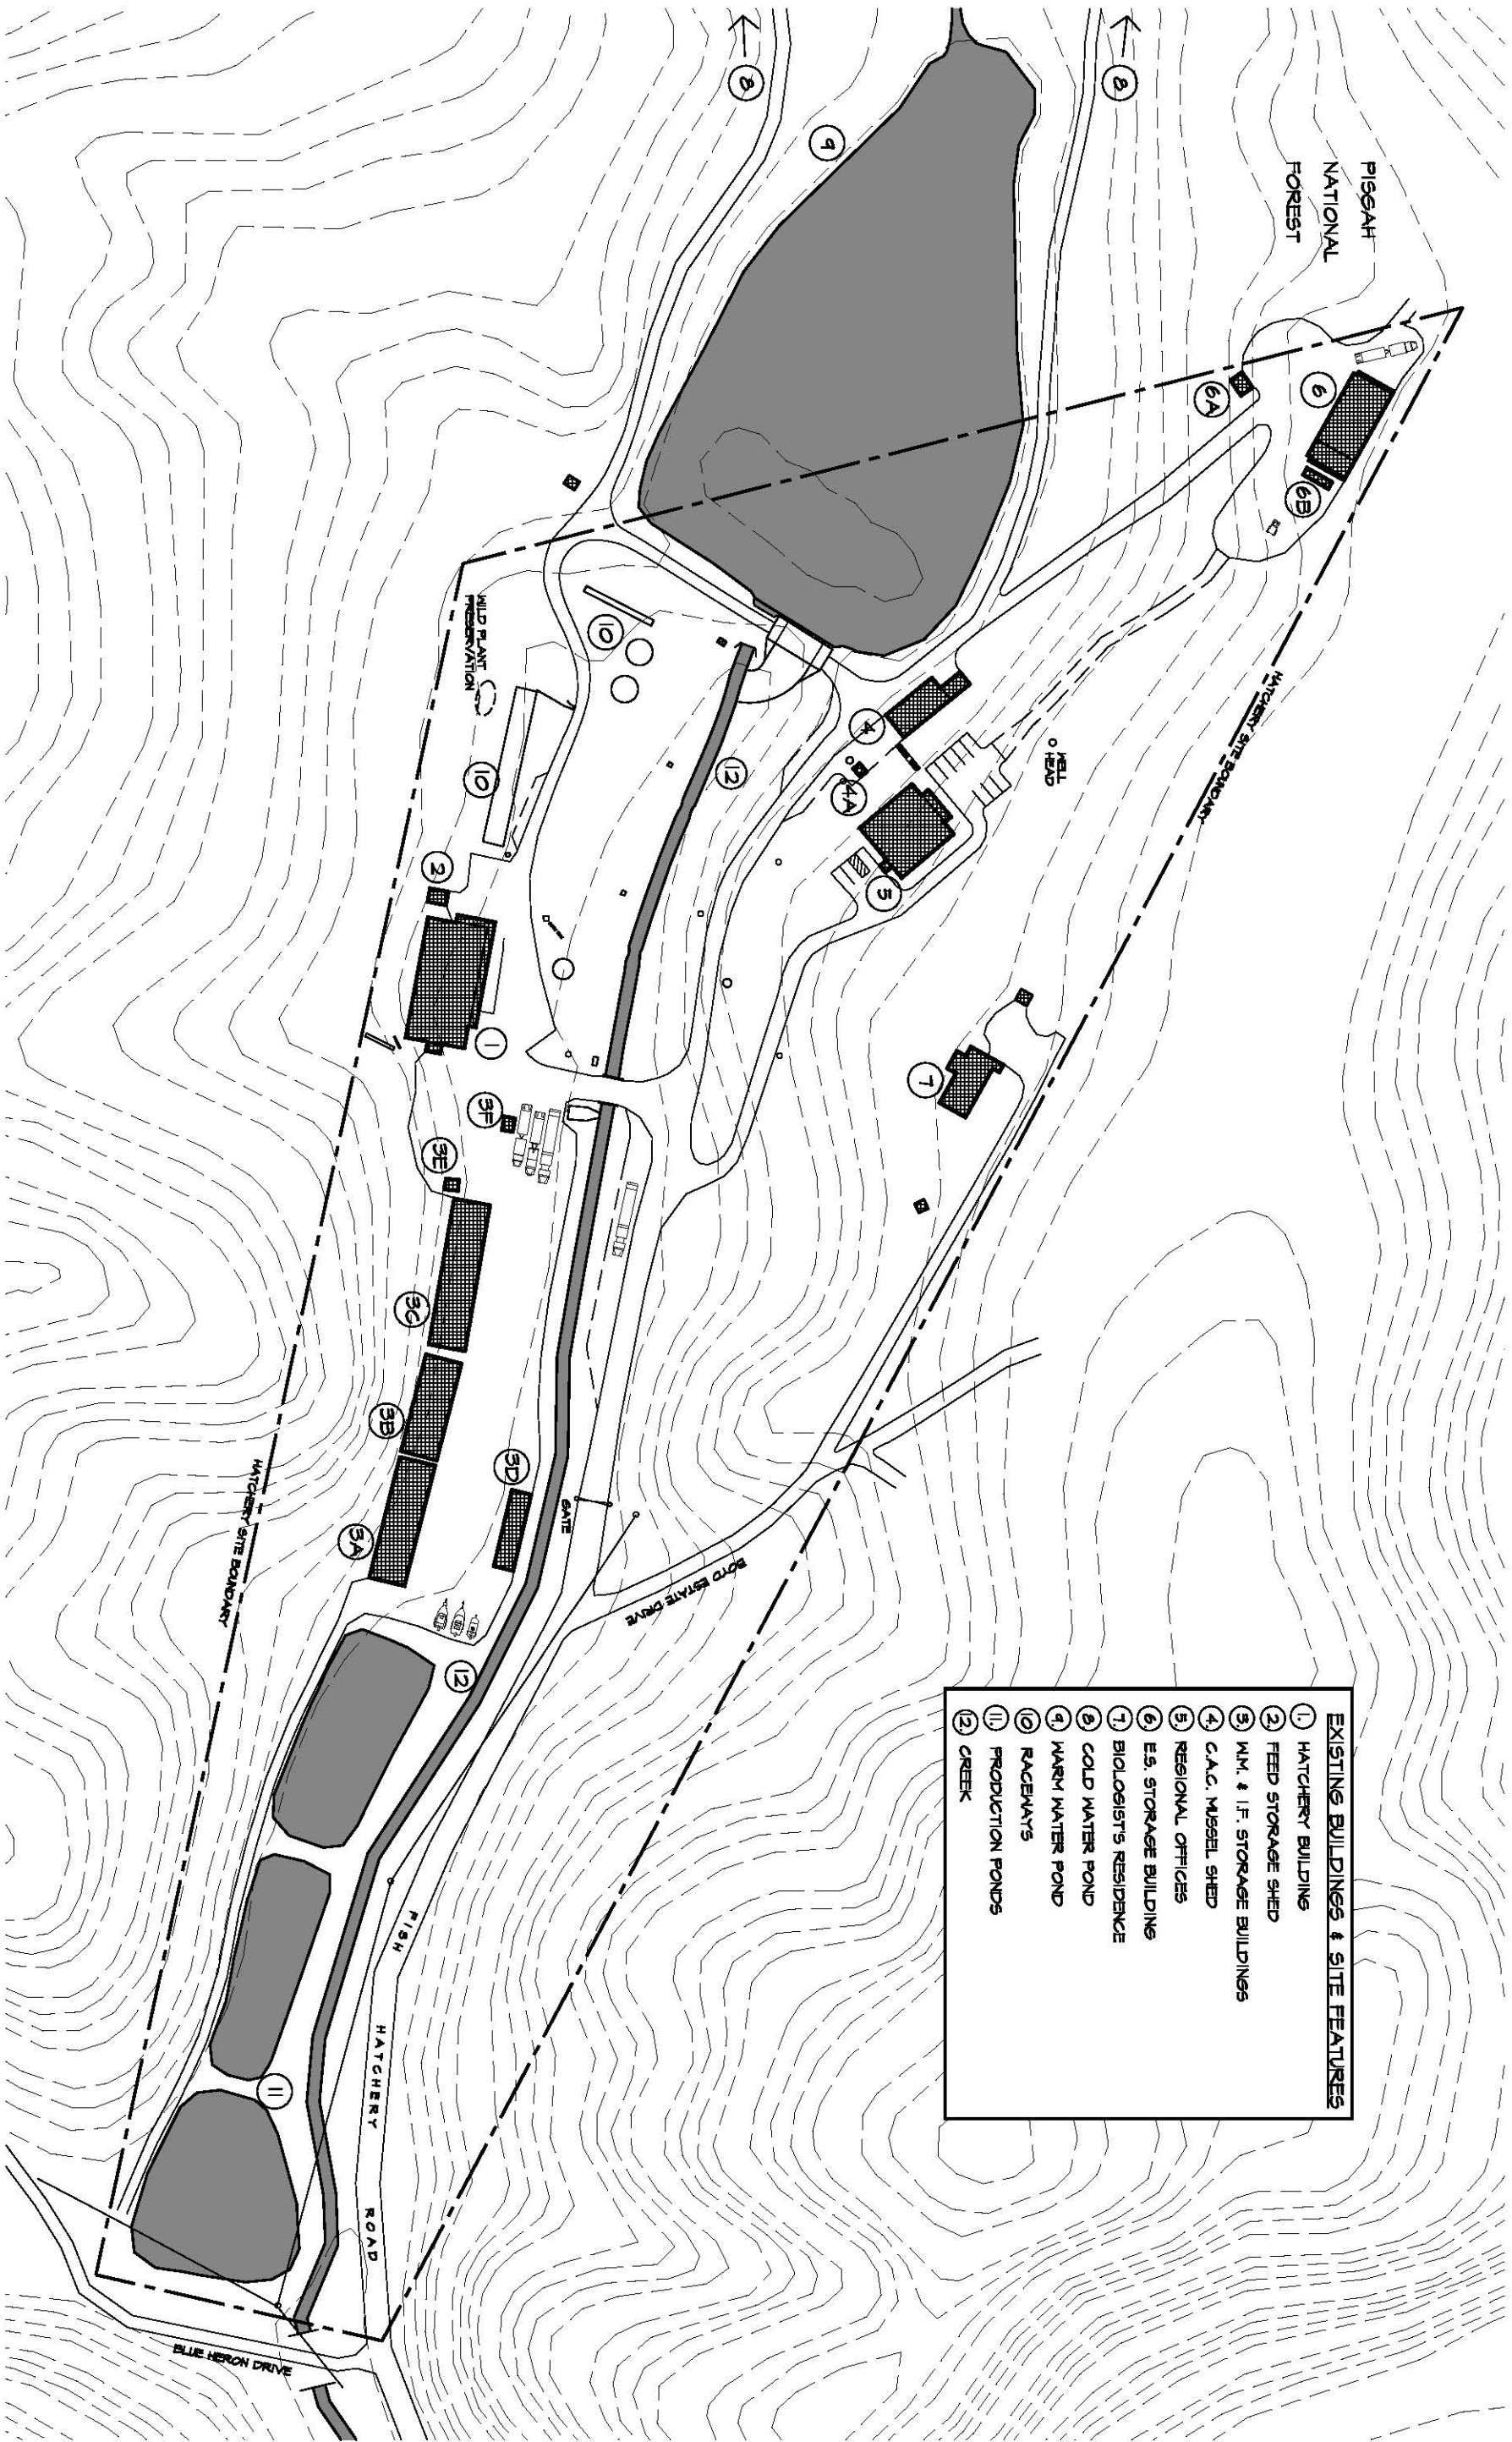 PISGAH
NATIONAL
FOREST
8
8
9
6
6A
6B
HATCHERY SITE BOUNDARY
WELL
HEAD
4
4A
5
7
10
WILD PLANT
PRESERVATION
10
12
2
1
3F
3E
3C
3B
3A
3D
GATE
BOYD ESTATE DRIVE
HATCHERY SITE BOUNDARY
12
11
FISH
HATCHERY
ROAD
BLUE HERON DRIVE
EXISTING BUILDINGS & SITE FEATURES
1. HATCHERY BUILDING
2. FEED STORAGE SHED
3. W.M. & I.F. STORAGE BUILDINGS
4. C.A.C. MUSSEL SHED
5. REGIONAL OFFICES
6. E.S. STORAGE BUILDING
7. BIOLOGIST'S RESIDENCE
8. COLD WATER POND
9. WARM WATER POND
10. RACEWAYS
11. PRODUCTION PONDS
12. CREEK